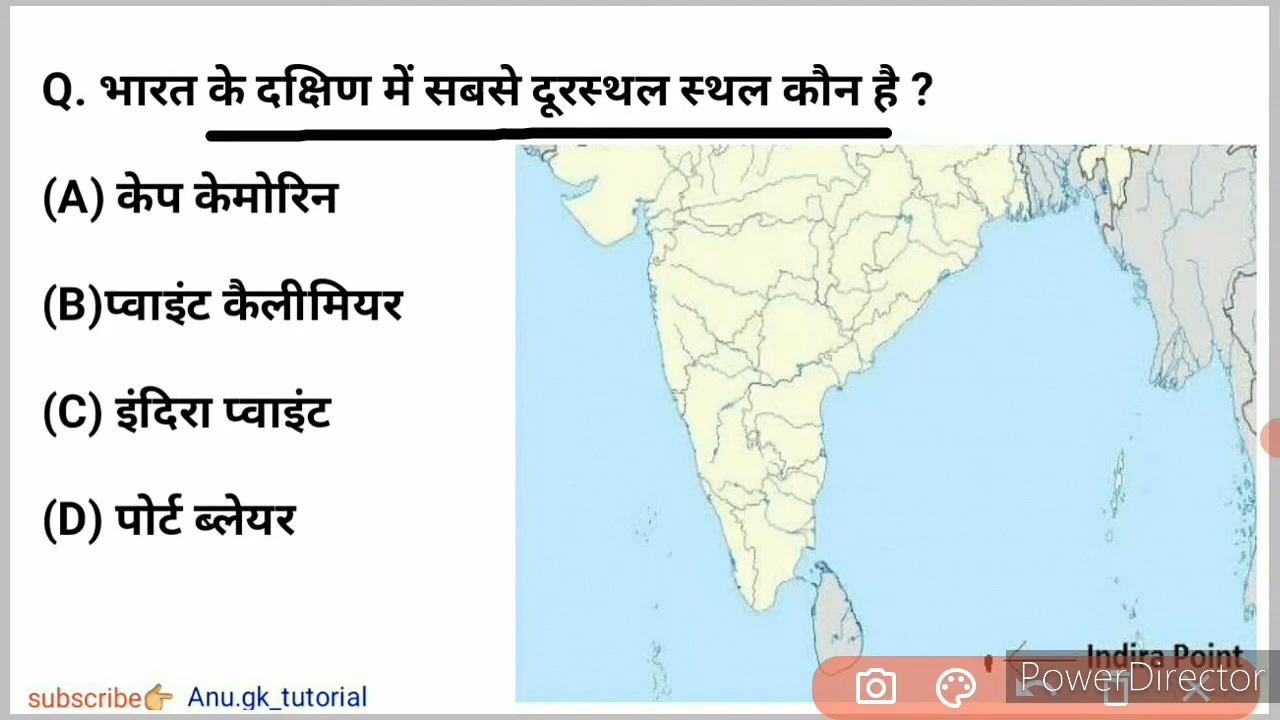 Q. भारत के दक्षिण में सबसे दूरस्थल स्थल कौन है ?
(A) केप केमोरिन
(B)प्वाइंट कैलीमियर
(C) इंदिरा प्वाइंट
(D) पोर्ट ब्लेयर
Indira Point
PowerDirector
subscribe Anu.gk_tutorial